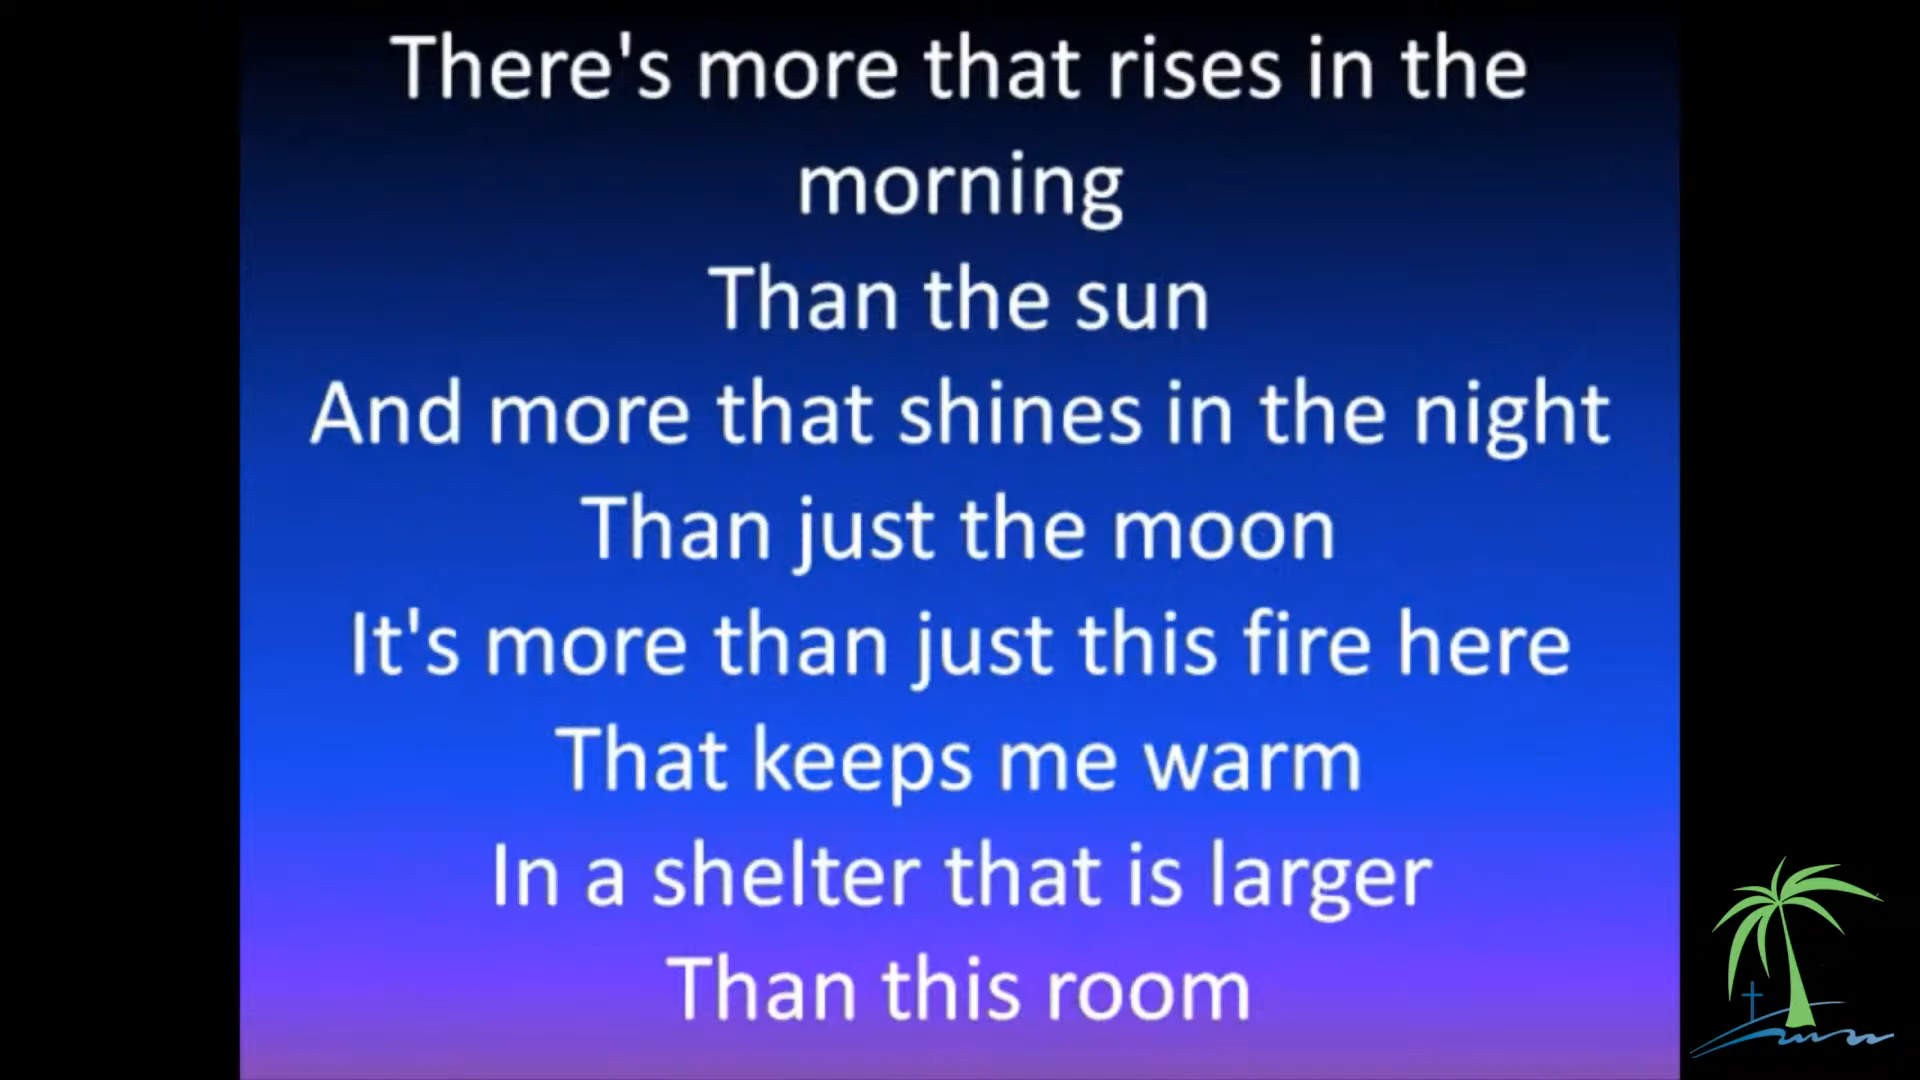 There's more that rises in the
morning
Than the sun
And more that shines in the night
Than just the moon
It's more than just this fire here
That keeps me warm
In a shelter that is larger
Than this room